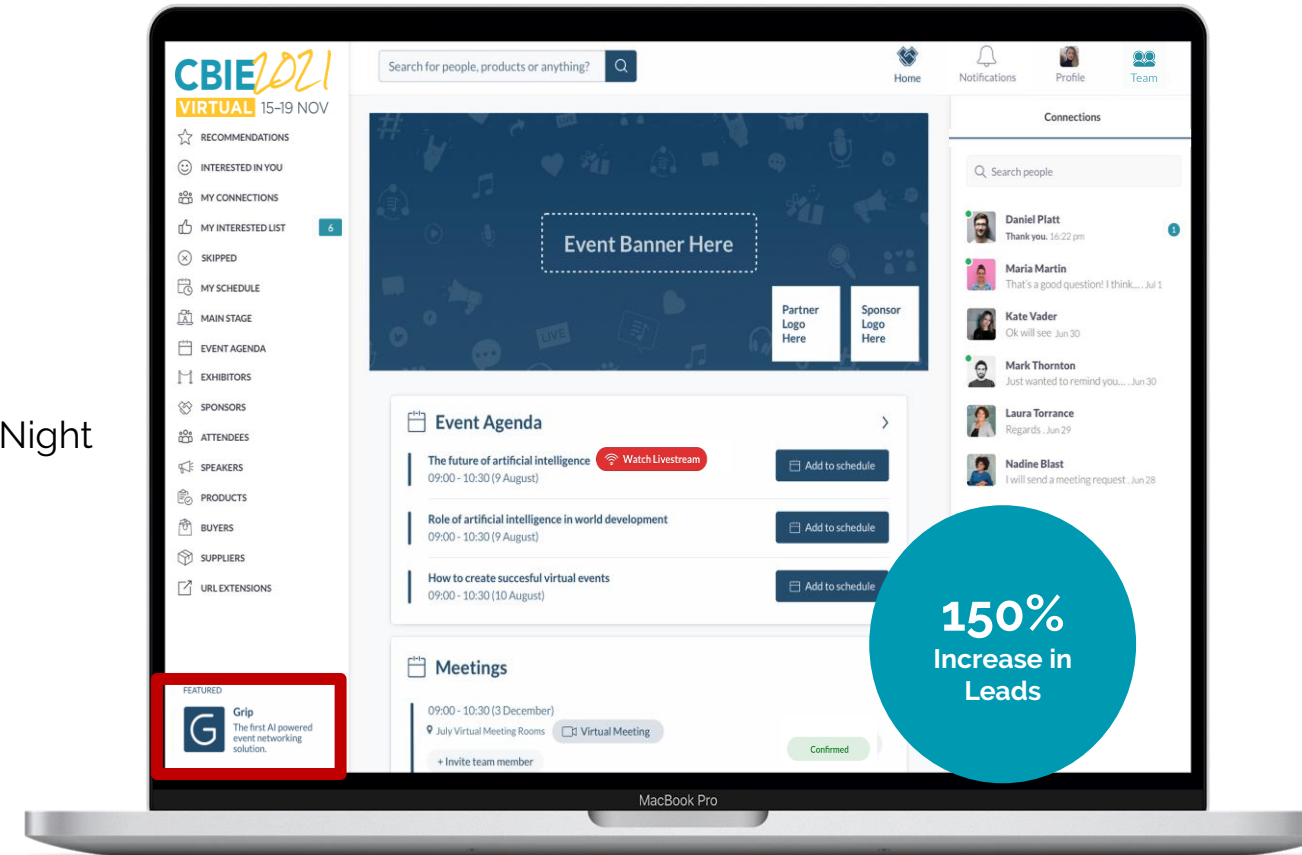 Night
CBIE2021
VIRTUAL 15-19 NOV
RECOMMENDATIONS
INTERESTED IN YOU
MY CONNECTIONS
MY INTERESTED LIST 6
SKIPPED
MY SCHEDULE
MAIN STAGE
EVENT AGENDA
EXHIBITORS
SPONSORS
ATTENDEES
SPEAKERS
PRODUCTS
BUYERS
SUPPLIERS
URL EXTENSIONS
FEATURED
G
Grip
The first AI powered
event networking
solution.
Search for people, products or anything?
Home
Notifications
Profile
Team
LIVE
Event Banner Here
Partner
Logo
Here
Sponsor
Logo
Here
Event Agenda
The future of artificial intelligence Watch Livestream
09:00 - 10:30 (9 August)
Add to schedule
Role of artificial intelligence in world development
09:00 - 10:30 (9 August)
Add to schedule
How to create succesful virtual events
09:00 - 10:30 (10 August)
Add to schedule
Meetings
09:00 - 10:30 (3 December)
July Virtual Meeting Rooms Virtual Meeting
Confirmed
+ Invite team member
Connections
Search people
Daniel Platt
Thank you. 16:22 pm 1
Maria Martin
That's a good question! I think.... . Jul 1
Kate Vader
Ok will see Jun 30
Mark Thornton
Just wanted to remind you.... . Jun 30
Laura Torrance
Regards . Jun 29
Nadine Blast
I will send a meeting request . Jun 28
150%
Increase in
Leads
MacBook Pro